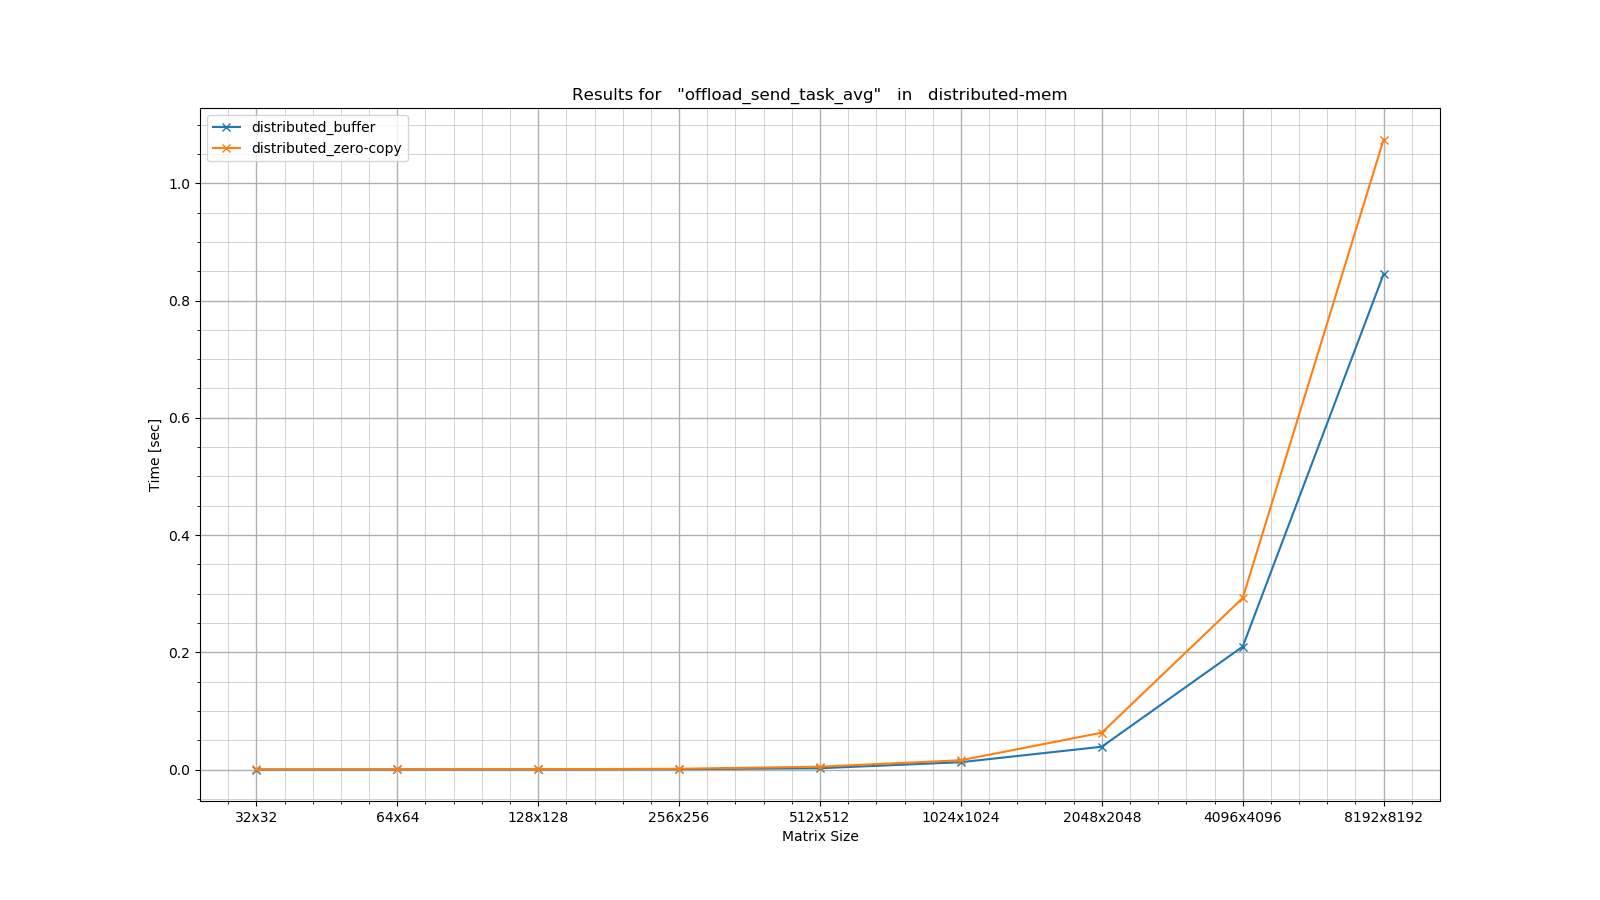 Results for   "offload_send_task_avg"   in   distributed-mem
distributed_buffer
distributed_zero-copy
1.0
0.8
0.6
0.4
0.2
0.0
Time [sec]
32x32 64x64 128x128 256x256 512x512 1024x1024 2048x2048 4096x4096 8192x8192
Matrix Size